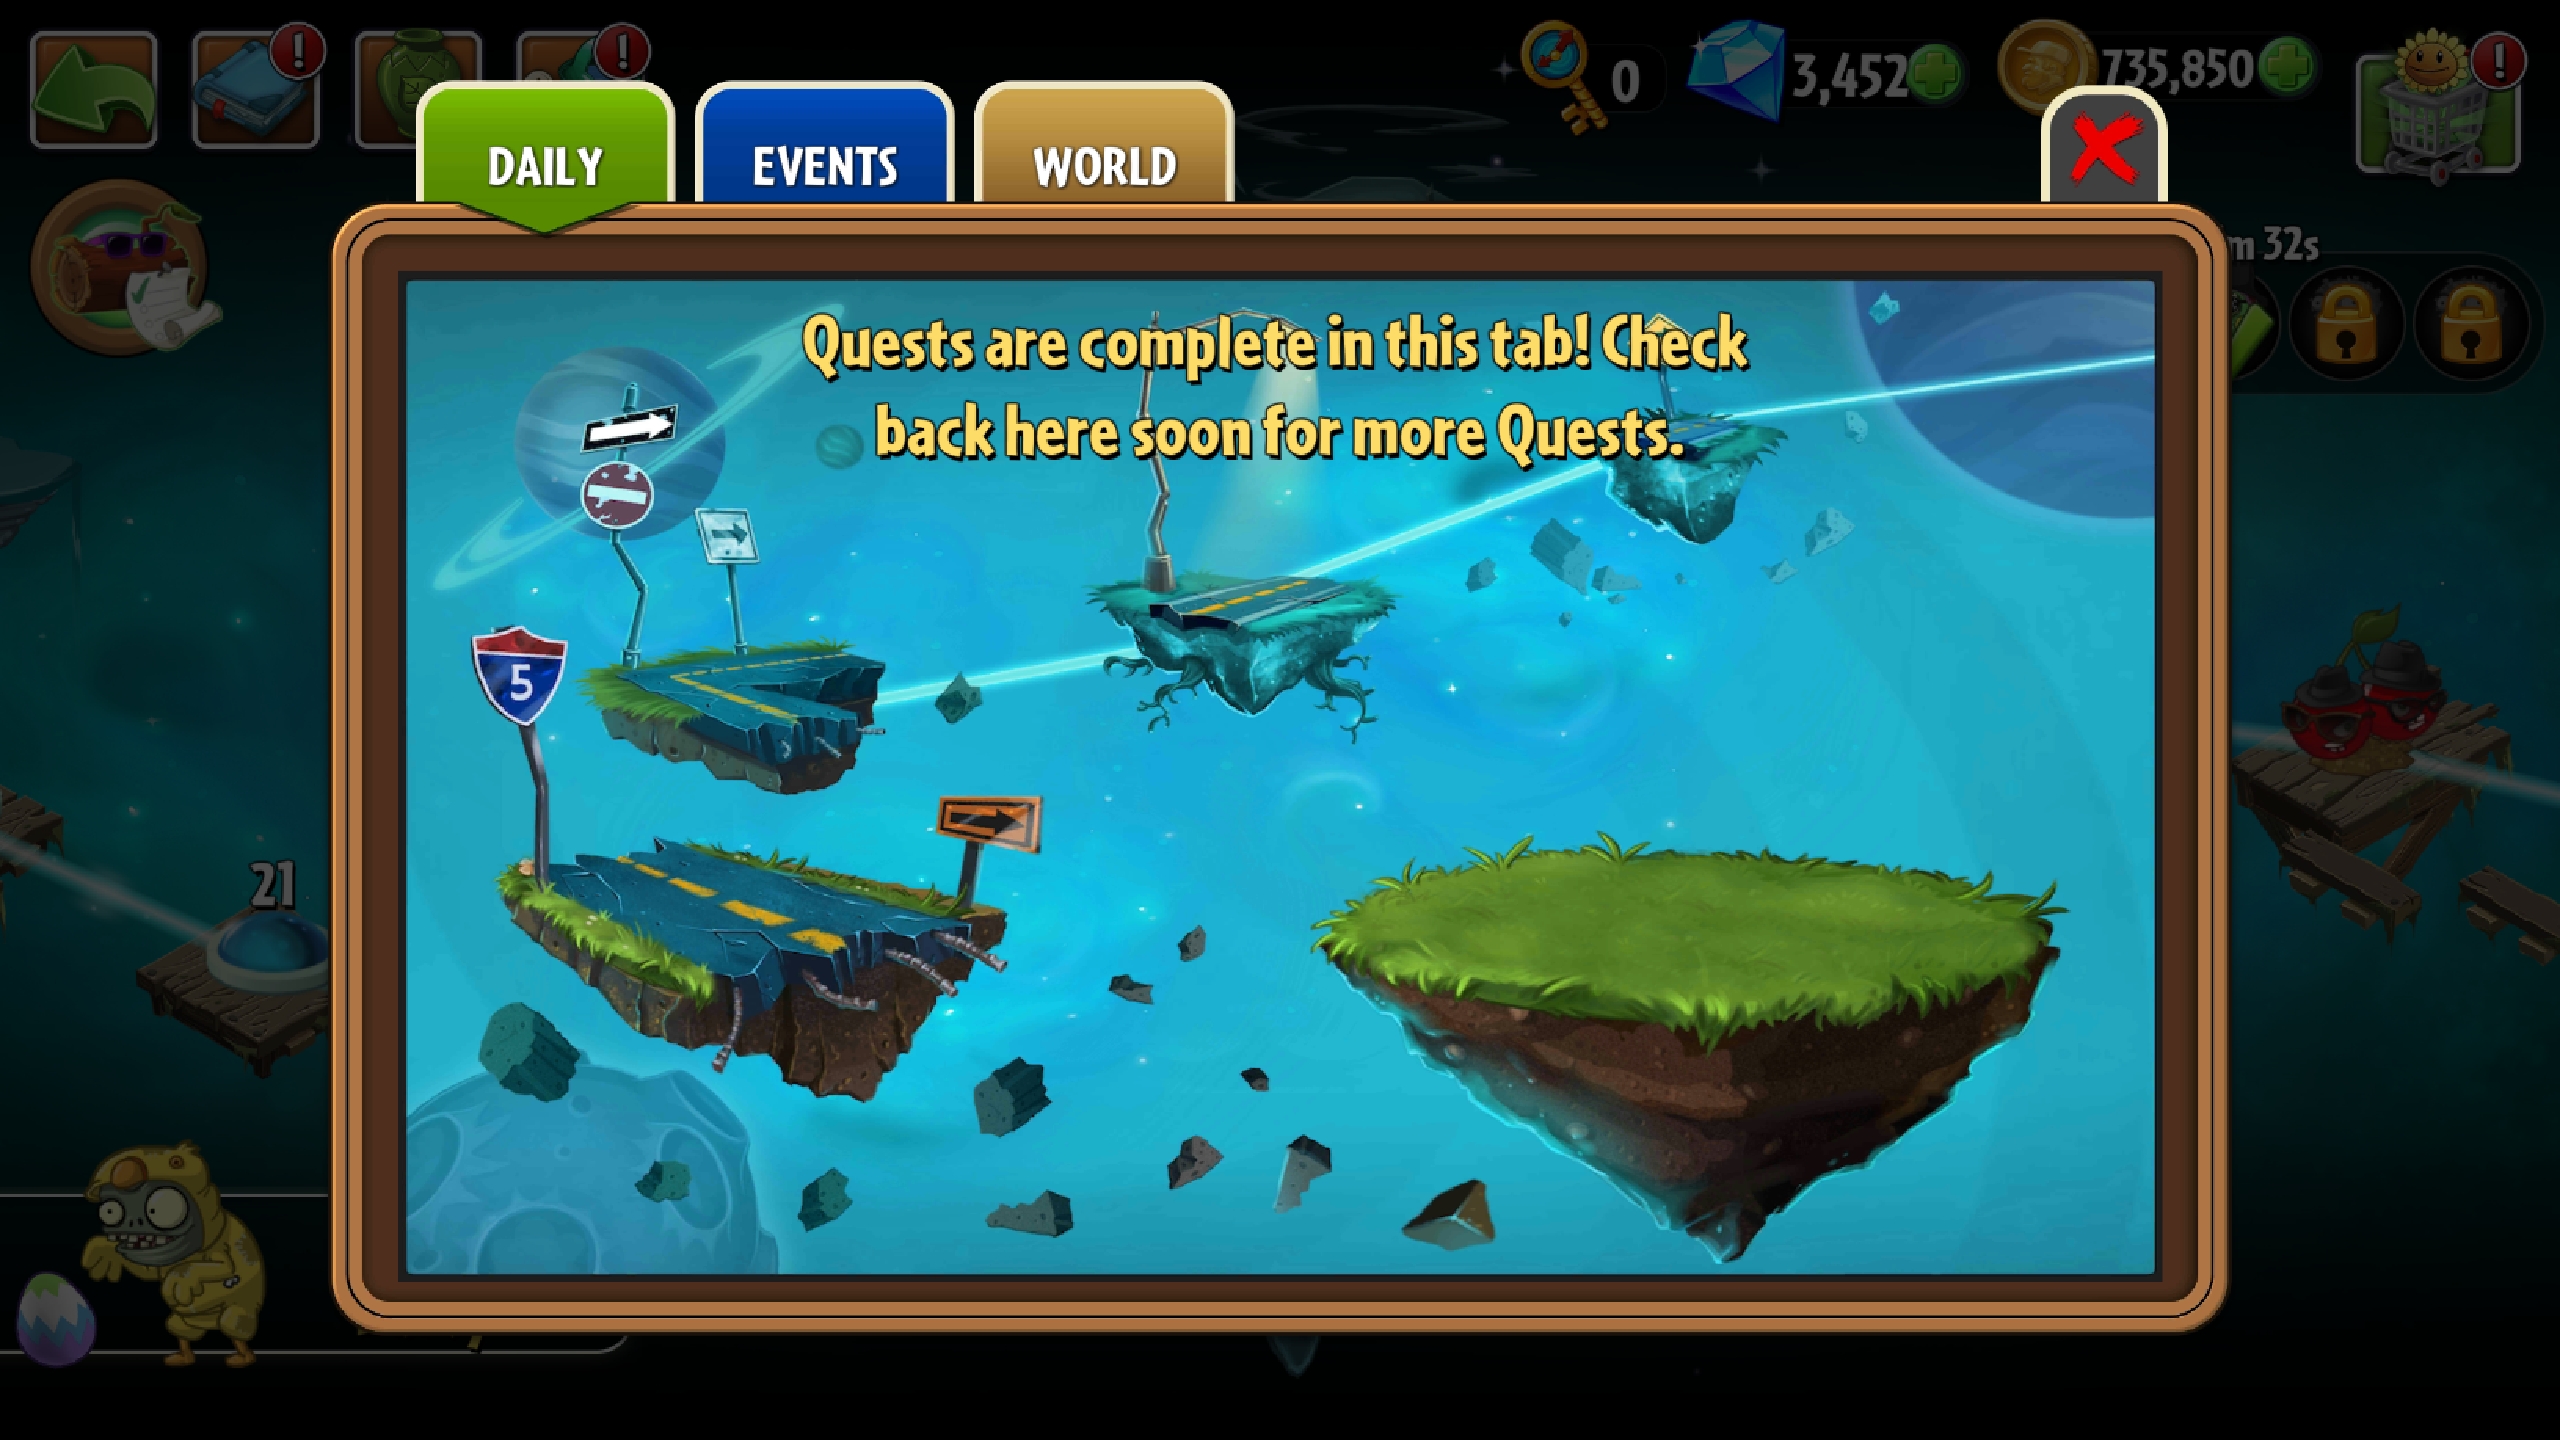 0
3,452
735,850
DAILY
EVENTS
WORLD
m 32s
Quests are complete in this tab! Check
back here soon for more Quests.
5
21